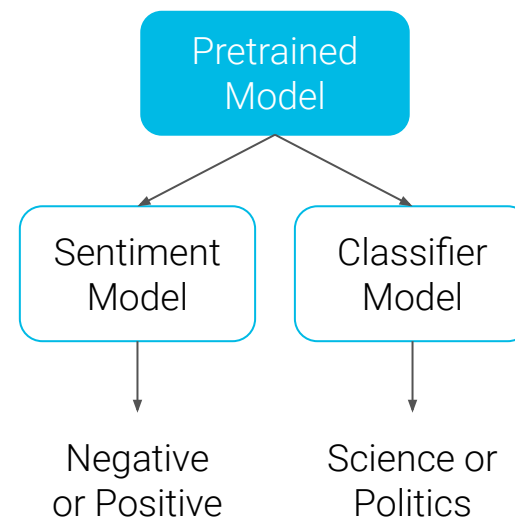 Pretrained
Model
Sentiment
Model
Classifier
Model
Negative
or Positive
Science or
Politics